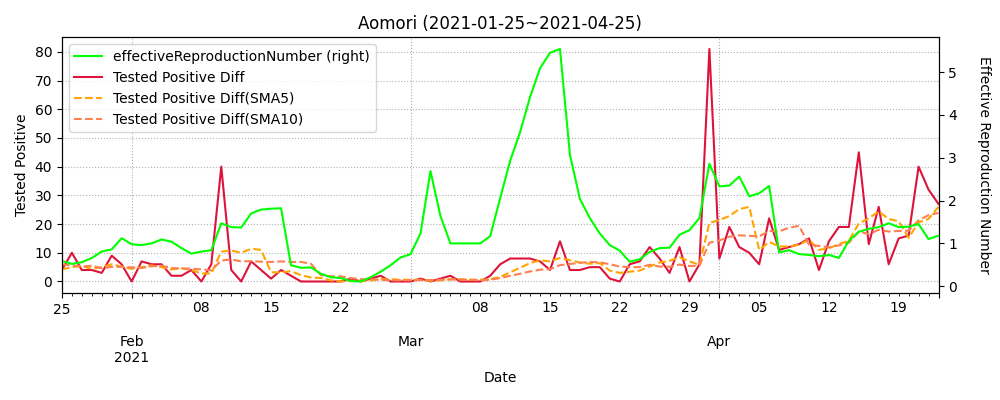 Aomori (2021-01-25~2021-04-25)
effectiveReproductionNumber (right)
Tested Positive Diff
Tested Positive Diff(SMA5)
Tested Positive Diff(SMA10)
Tested Positive
80
70
60
50
40
30
20
10
0
Effective Reproduction Number
5
4
3
2
1
0
25 08 15 22 08 15 22 29 05 12 19
Feb Mar Apr
2021
Date